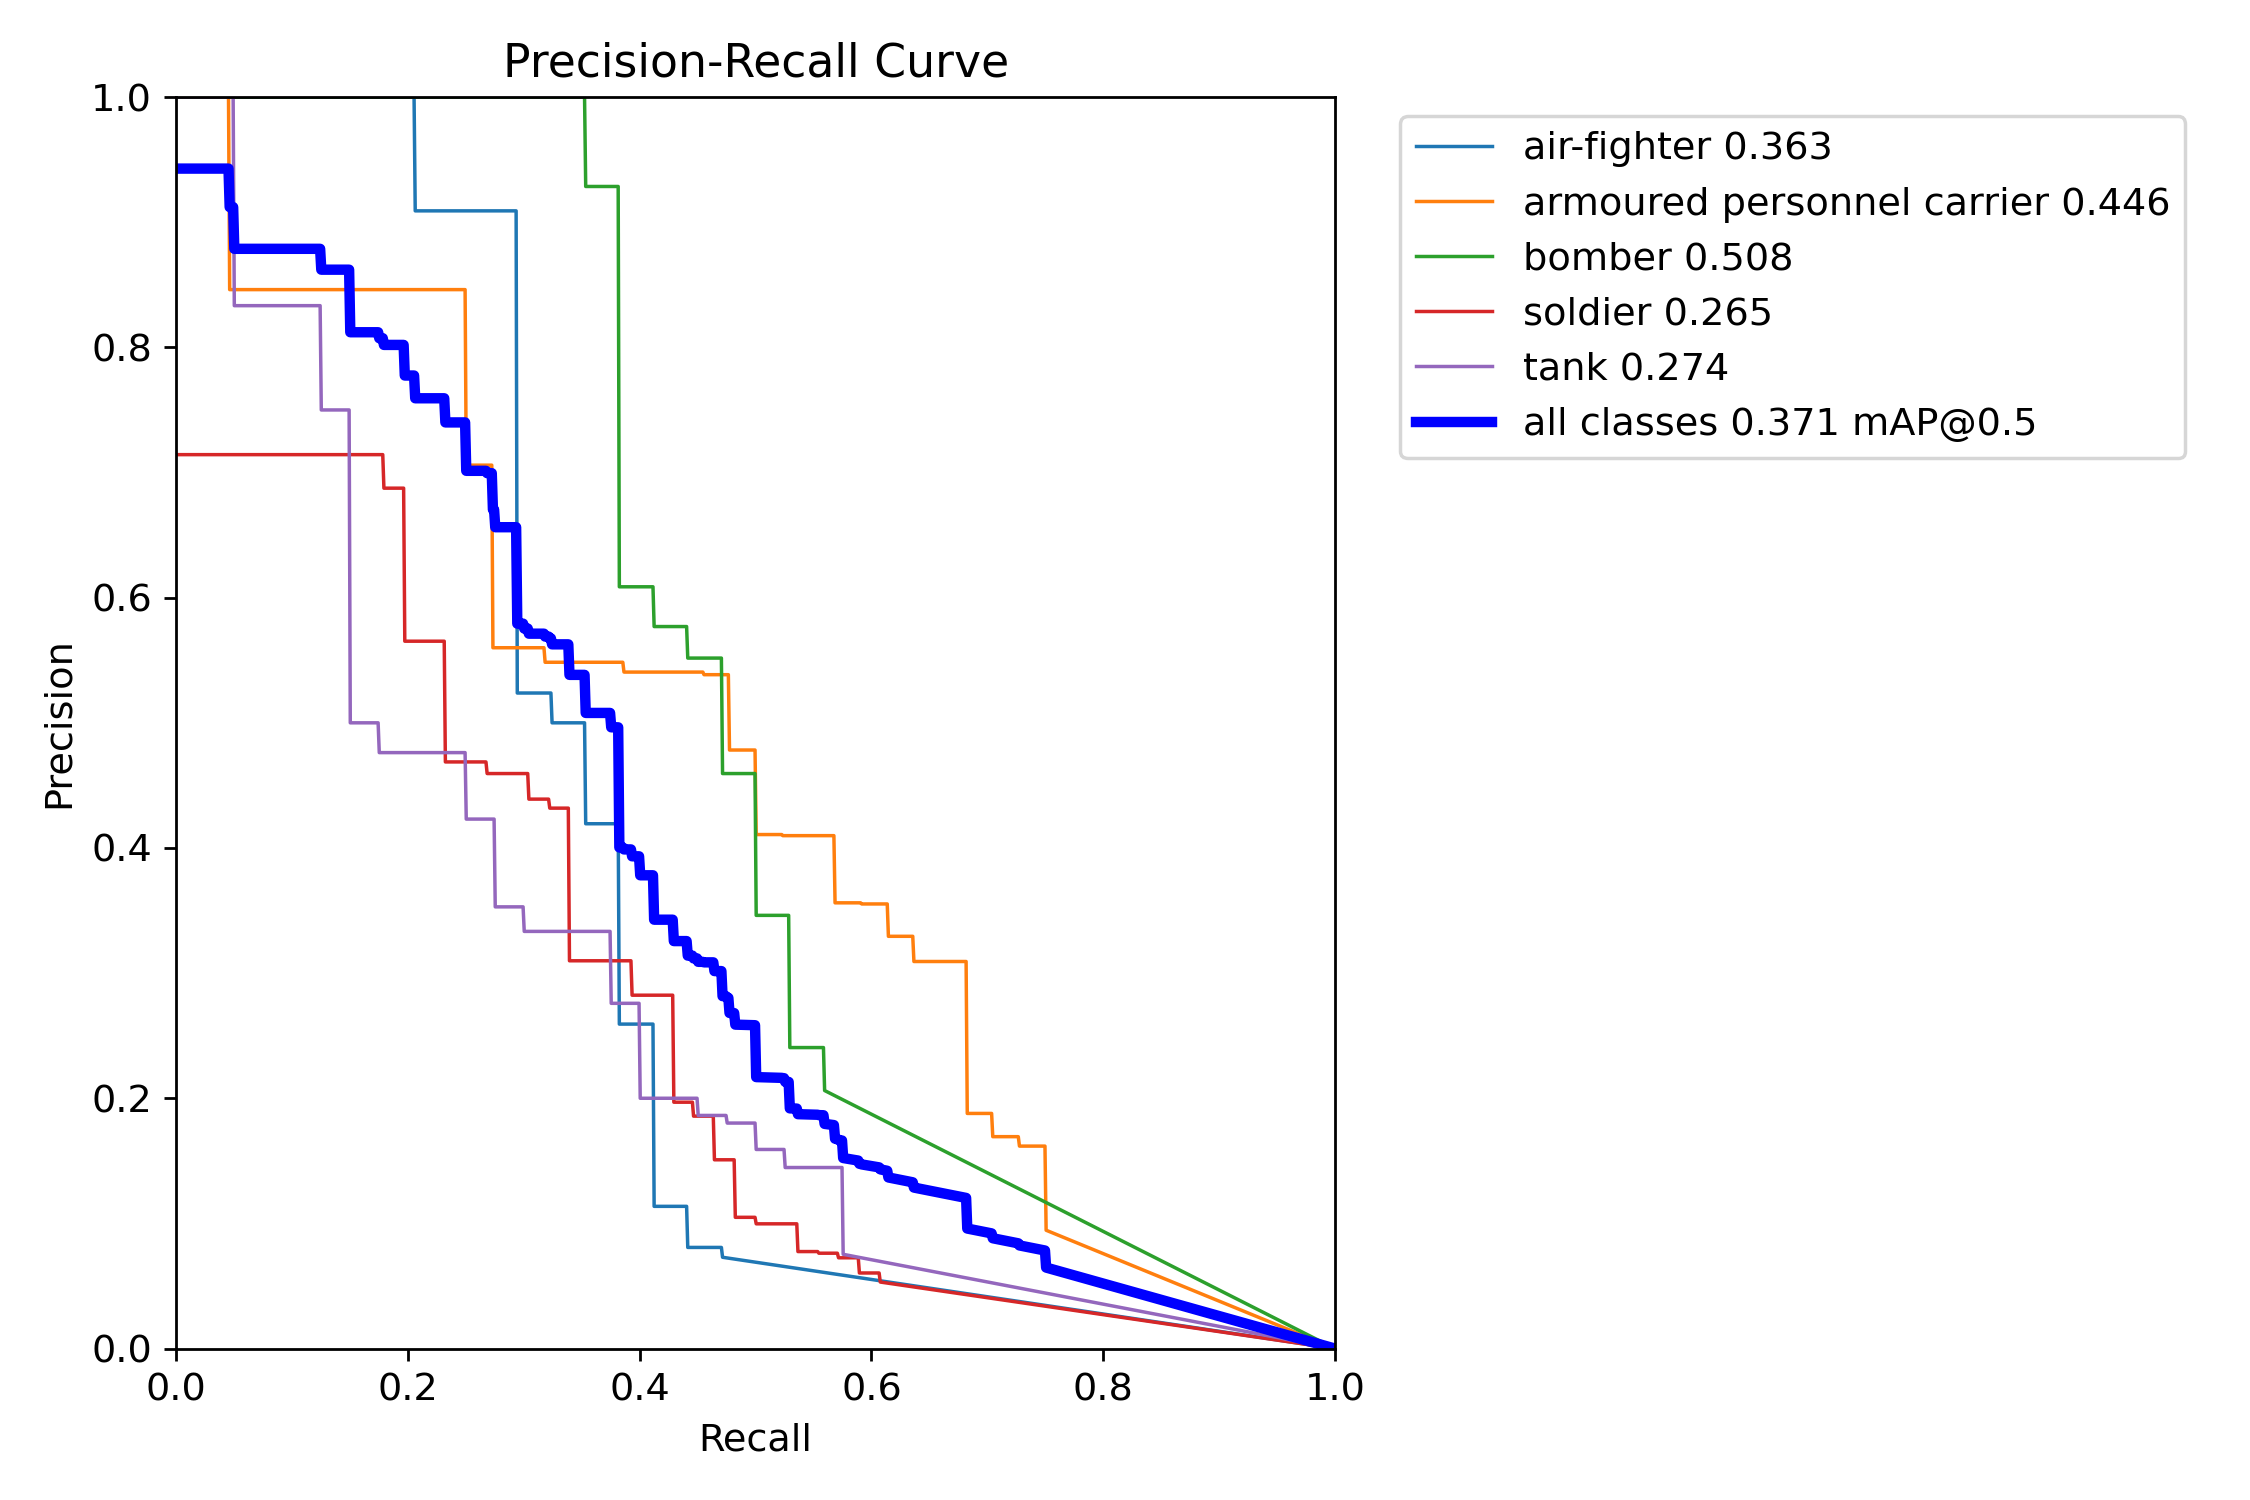 Precision-Recall Curve
1.0
0.8
0.6
0.4
0.2
0.0
Precision
0.0 0.2 0.4 0.6 0.8 1.0
Recall
air-fighter 0.363
armoured personnel carrier 0.446
bomber 0.508
soldier 0.265
tank 0.274
all classes 0.371 mAP@0.5